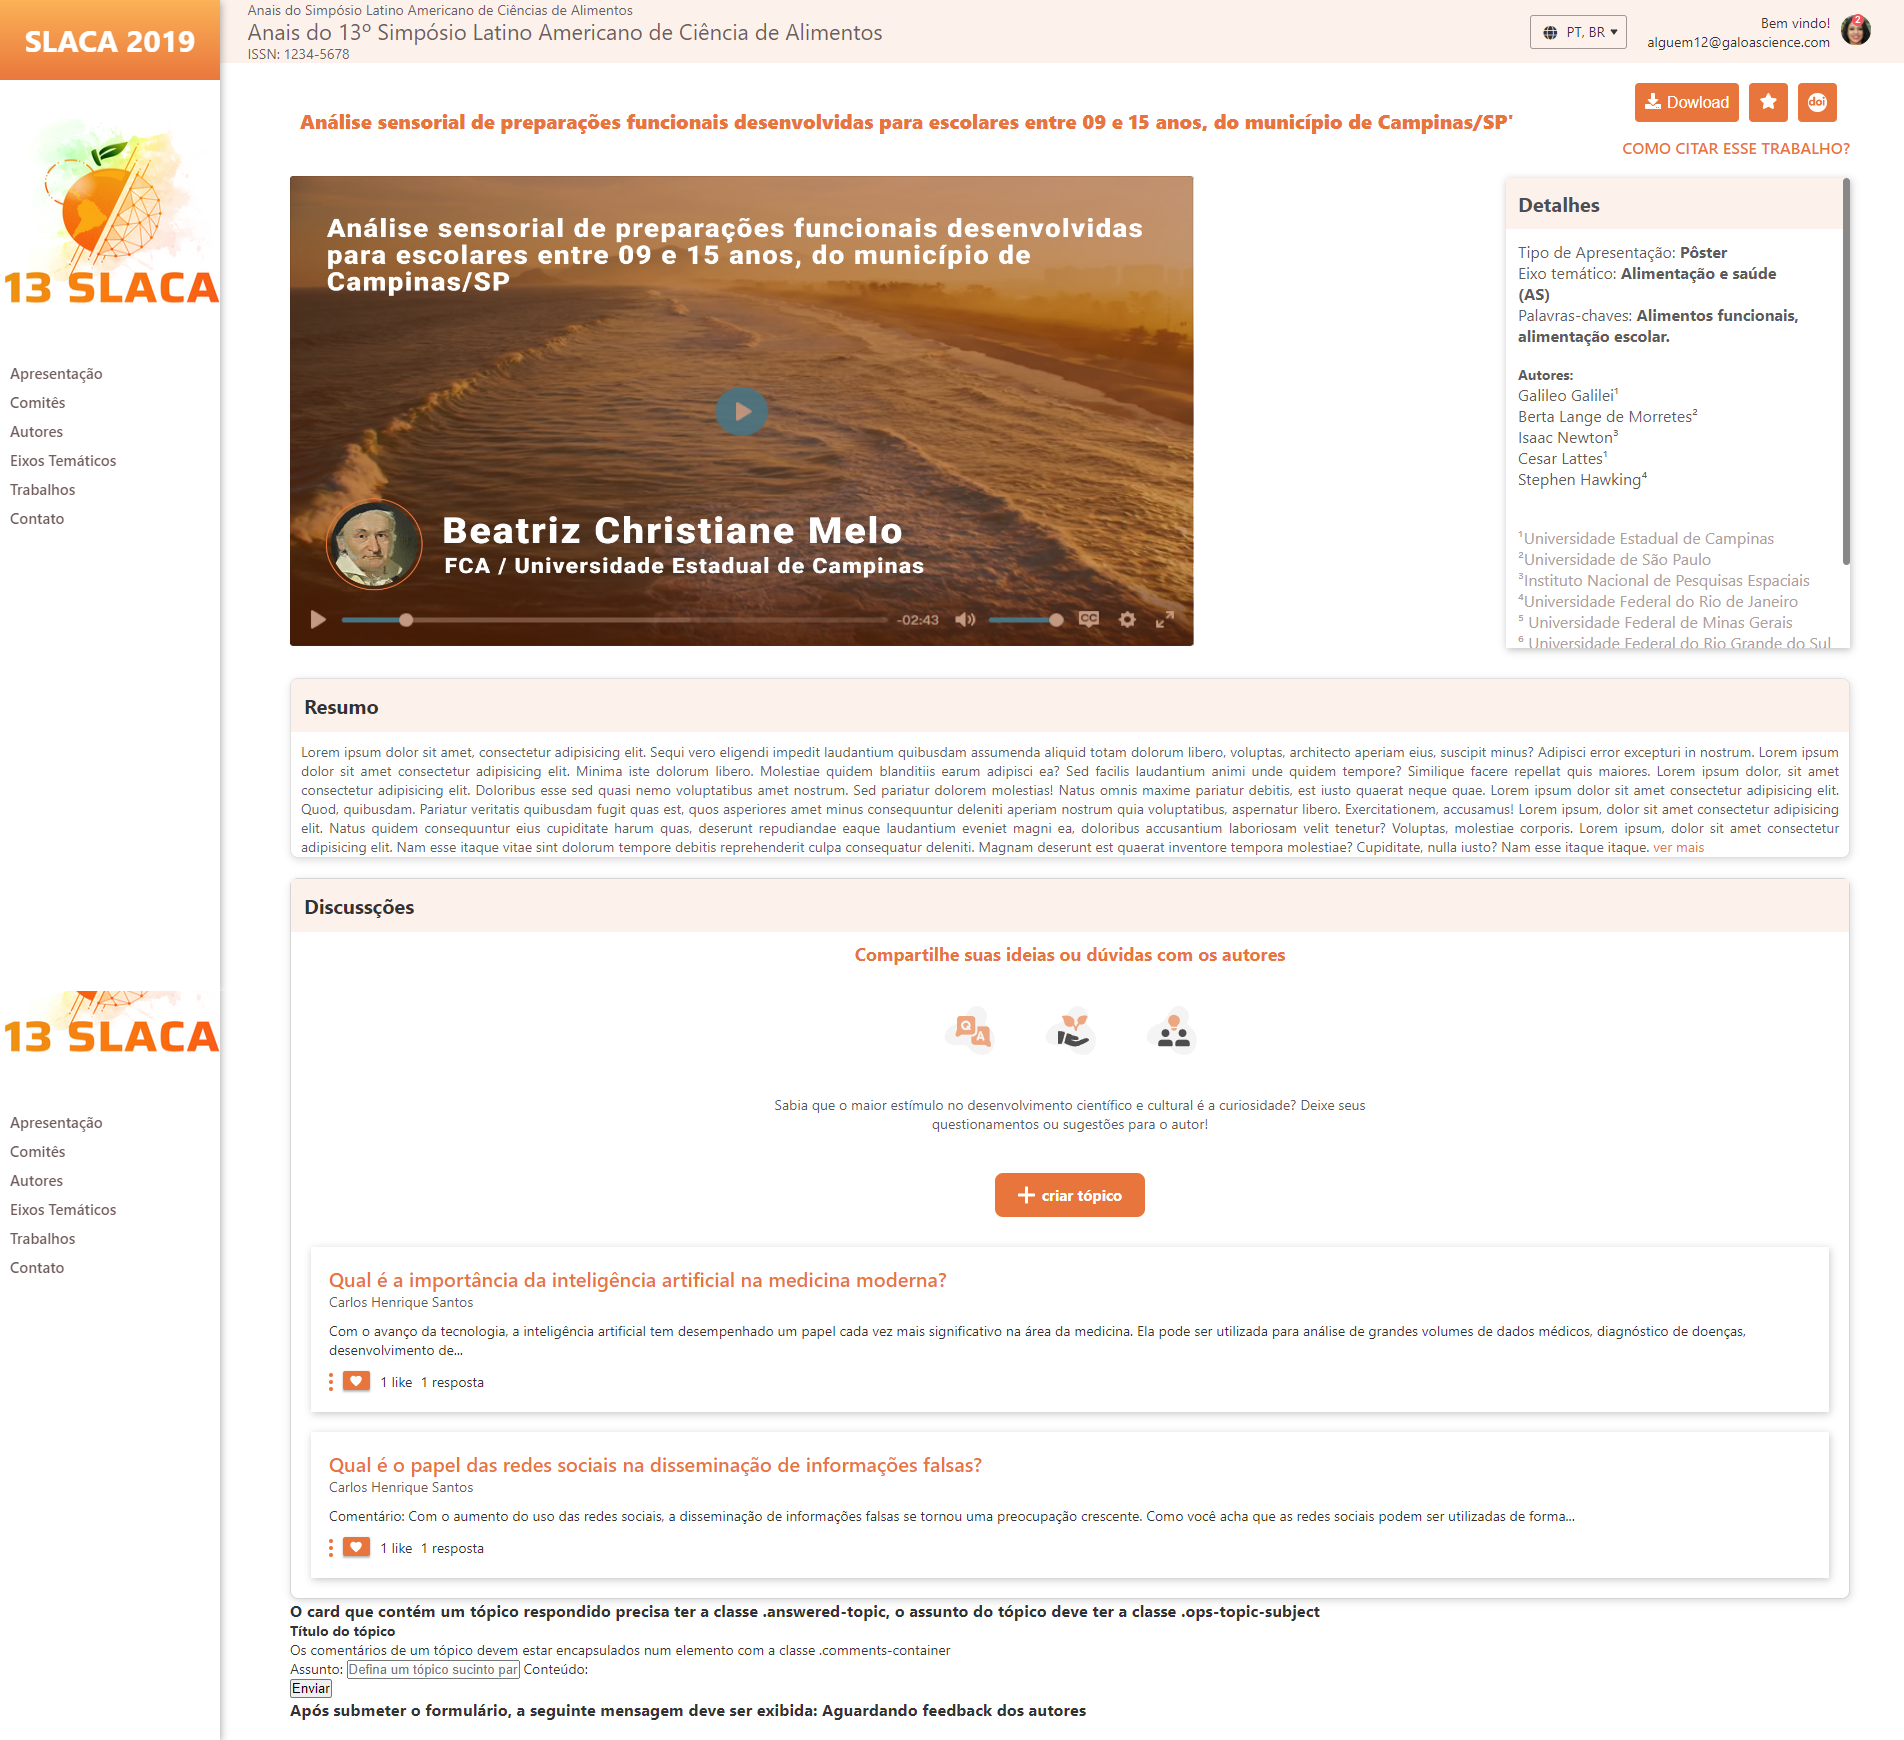 SLACA 2019
Anais do Simpósio Latino Americano de Ciências de Alimentos
Anais do 13º Simpósio Latino Americano de Ciência de Alimentos
ISSN: 1234-5678
PT, BR
Bem vindo!
alguem12@galoascience.com
2
13 SLACA
Apresentação
Comitês
Autores
Eixos Temáticos
Trabalhos
Contato
Análise sensorial de preparações funcionais desenvolvidas para escolares entre 09 e 15 anos, do município de Campinas/SP'
Dowload
doi
COMO CITAR ESSE TRABALHO?
Análise sensorial de preparações funcionais desenvolvidas
para escolares entre 09 e 15 anos, do município de
Campinas/SP
Beatriz Christiane Melo
FCA / Universidade Estadual de Campinas
-02:43
CC
Detalhes
Tipo de Apresentação: Pôster
Eixo temático: Alimentação e saúde
(AS)
Palavras-chaves: Alimentos funcionais,
alimentação escolar.
Autores:
Galileo Galilei¹
Berta Lange de Morretes²
Isaac Newton³
Cesar Lattes¹
Stephen Hawking⁴
¹Universidade Estadual de Campinas
²Universidade de São Paulo
³Instituto Nacional de Pesquisas Espaciais
⁴Universidade Federal do Rio de Janeiro
⁵ Universidade Federal de Minas Gerais
⁶ Universidade Federal do Rio Grande do Sul
Resumo
Lorem ipsum dolor sit amet, consectetur adipisicing elit. Sequi vero eligendi impedit laudantium quibusdam assumenda aliquid totam dolorum libero, voluptas, architecto aperiam eius, suscipit minus? Adipisci error excepturi in nostrum. Lorem ipsum
dolor sit amet consectetur adipisicing elit. Minima iste dolorum libero. Molestiae quidem blanditiis earum adipisci ea? Sed facilis laudantium animi unde quidem tempore? Similique facere repellat quis maiores. Lorem ipsum dolor, sit amet
consectetur adipisicing elit. Doloribus esse sed quasi nemo voluptatibus amet nostrum. Sed pariatur dolorem molestias! Natus omnis maxime pariatur debitis, est iusto quaerat neque quae. Lorem ipsum dolor sit amet consectetur adipisicing elit.
Quod, quibusdam. Pariatur veritatis quibusdam fugit quas est, quos asperiores amet minus consequuntur deleniti aperiam nostrum quia voluptatibus, aspernatur libero. Exercitationem, accusamus! Lorem ipsum, dolor sit amet consectetur adipisicing
elit. Natus quidem consequuntur eius cupiditate harum quas, deserunt repudiandae eaque laudantium eveniet magni ea, doloribus accusantium laboriosam velit tenetur? Voluptas, molestiae corporis. Lorem ipsum, dolor sit amet consectetur
adipisicing elit. Nam esse itaque vitae sint dolorum tempore debitis reprehenderit culpa consequatur deleniti. Magnam deserunt est quaerat inventore tempora molestiae? Cupiditate, nulla iusto? Nam esse itaque itaque. ver mais
Discussções
Compartilhe suas ideias ou dúvidas com os autores
Q A
Sabia que o maior estímulo no desenvolvimento científico e cultural é a curiosidade? Deixe seus
questionamentos ou sugestões para o autor!
criar tópico
13 SLACA
Apresentação
Comitês
Autores
Eixos Temáticos
Trabalhos
Contato
Qual é a importância da inteligência artificial na medicina moderna?
Carlos Henrique Santos
Com o avanço da tecnologia, a inteligência artificial tem desempenhado um papel cada vez mais significativo na área da medicina. Ela pode ser utilizada para análise de grandes volumes de dados médicos, diagnóstico de doenças,
desenvolvimento de...
1 like 1 resposta
Qual é o papel das redes sociais na disseminação de informações falsas?
Carlos Henrique Santos
Comentário: Com o aumento do uso das redes sociais, a disseminação de informações falsas se tornou uma preocupação crescente. Como você acha que as redes sociais podem ser utilizadas de forma...
1 like 1 resposta
O card que contém um tópico respondido precisa ter a classe .answered-topic, o assunto do tópico deve ter a classe .ops-topic-subject
Título do tópico
Os comentários de um tópico devem estar encapsulados num elemento com a classe .comments-container
Assunto: Defina um tópico sucinto par Conteúdo:
Enviar
Após submeter o formulário, a seguinte mensagem deve ser exibida: Aguardando feedback dos autores